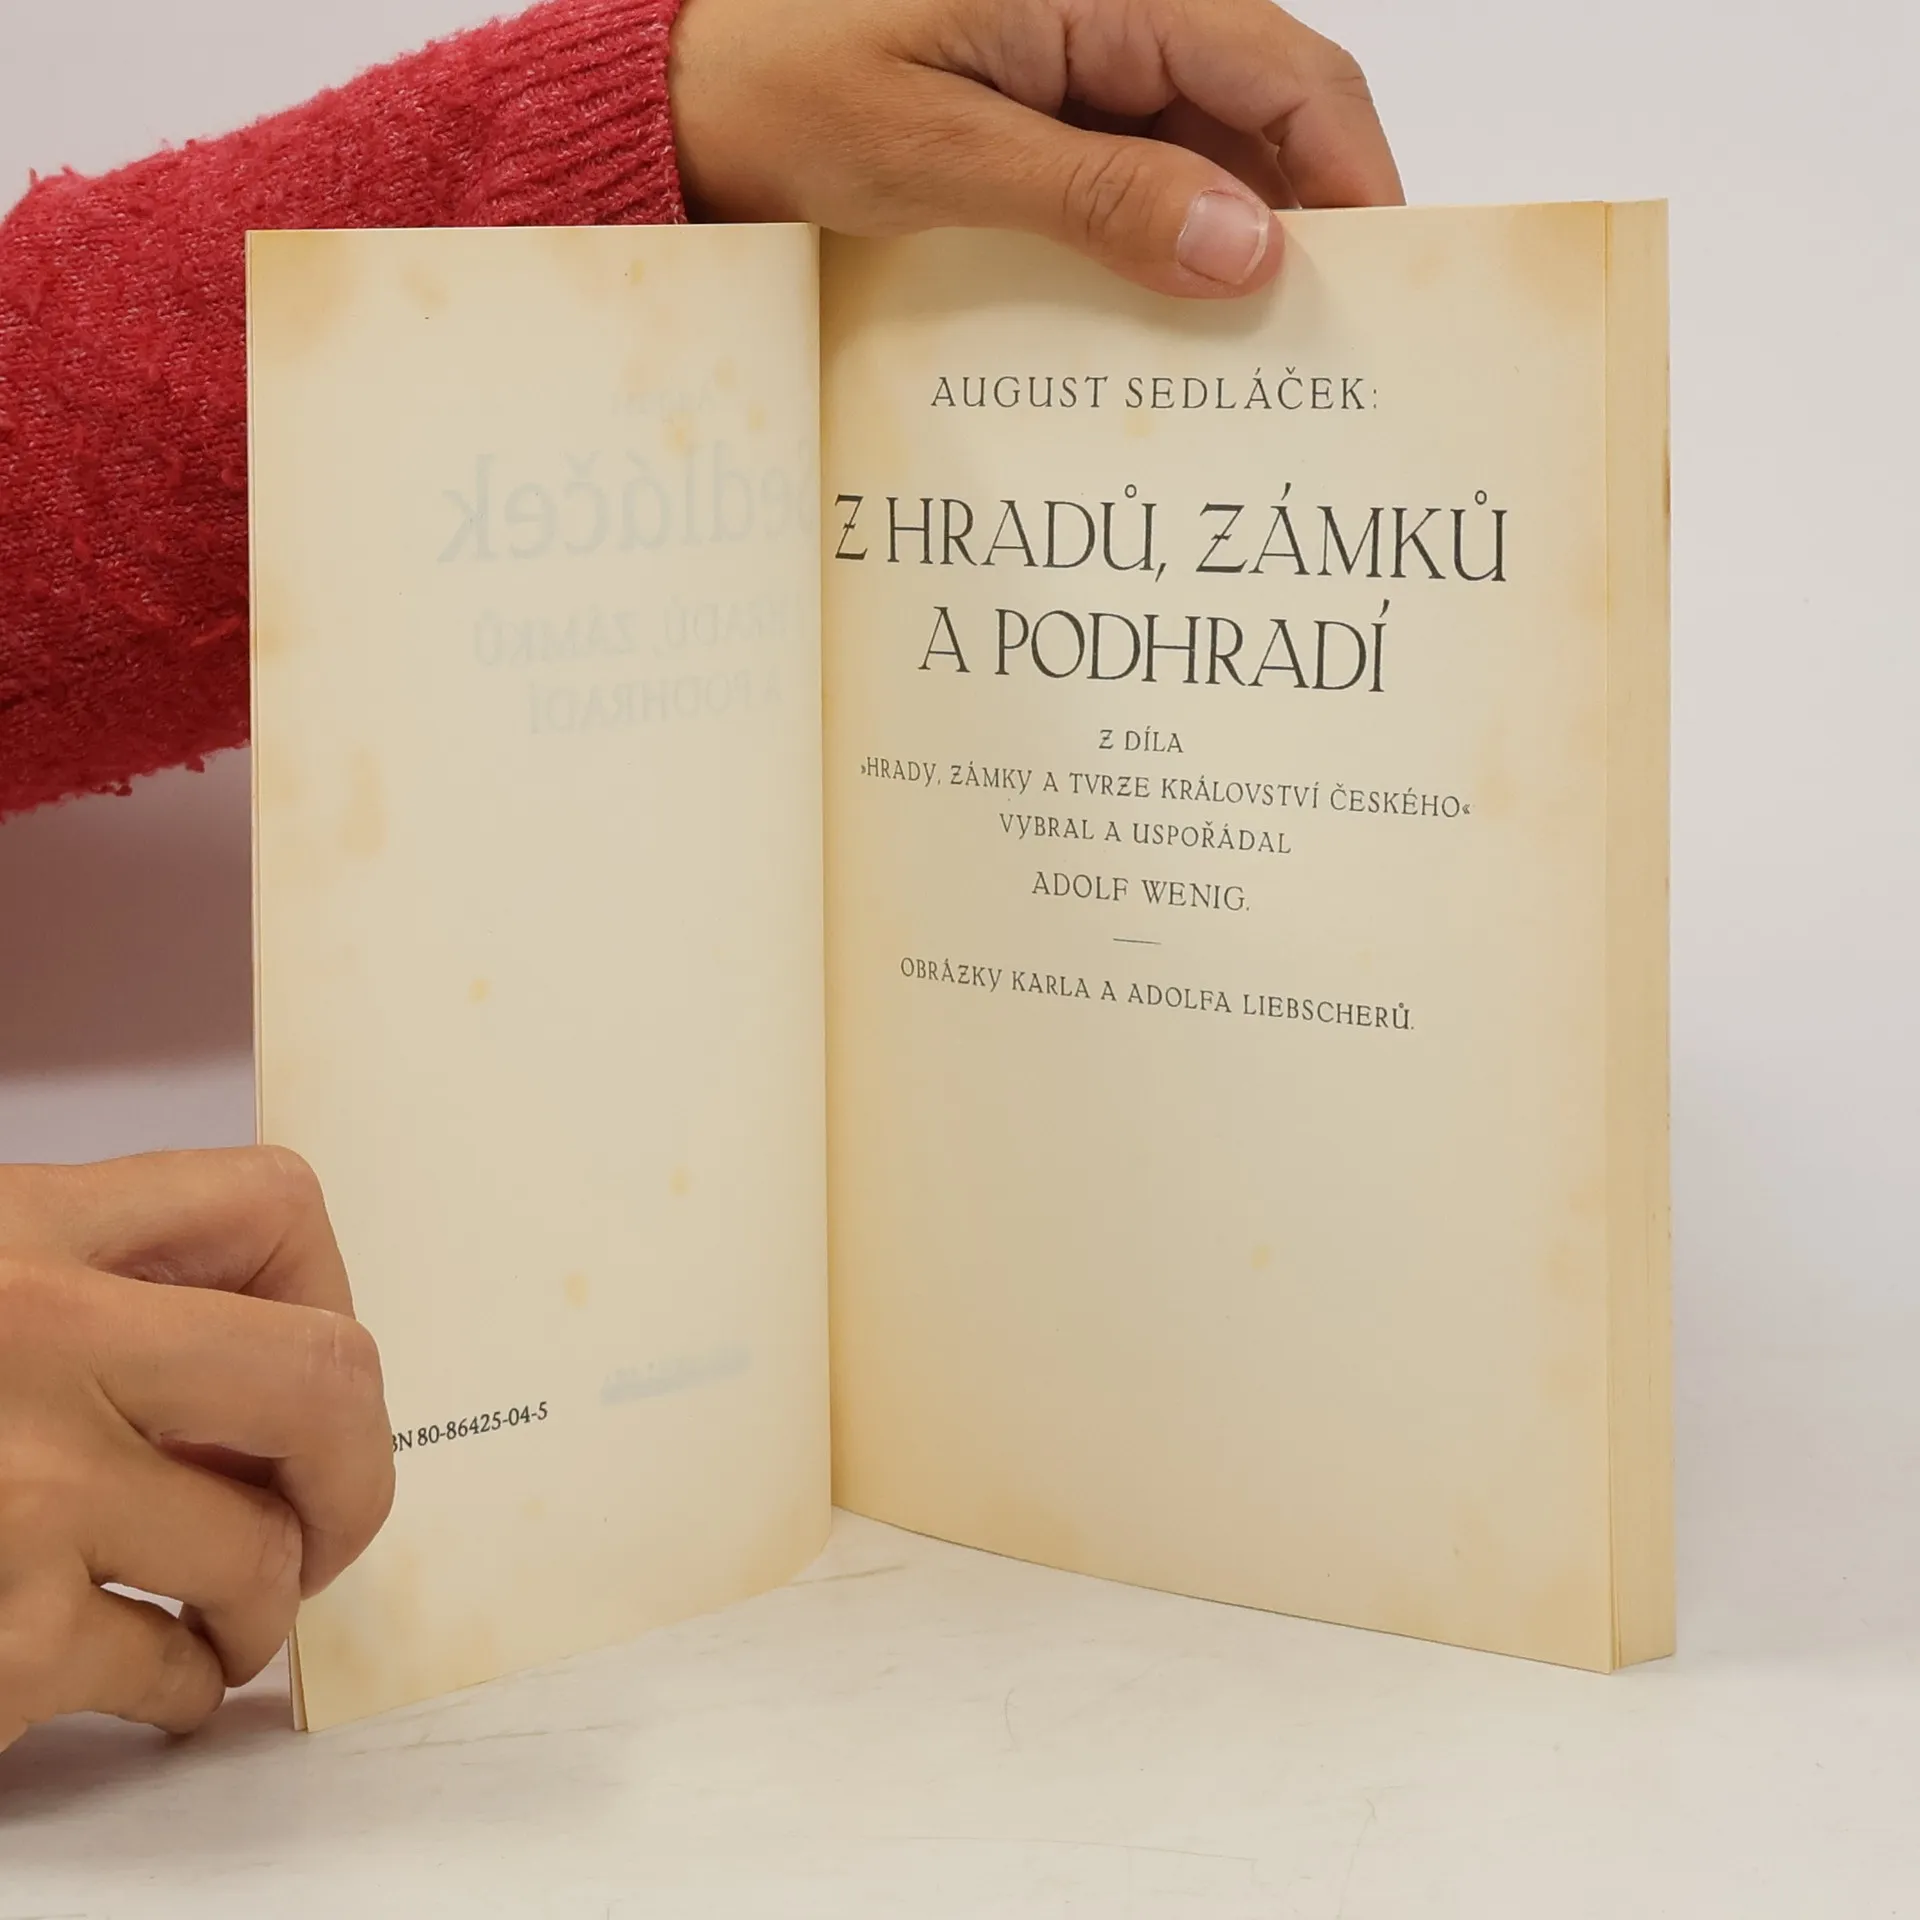 BN 80-86425-04-5
AUGUST SEDLÁČEK:
Z HRADŮ, ZÁMKŮ
A PODHRADÍ
Z DÍLA
»HRADY, ZÁMKY A TVRZE KRÁLOVSTVÍ ČESKÉHO«
VYBRAL A USPOŘÁDAL
ADOLF WENIG.
OBRÁZKY KARLA A ADOLFA LIEBSCHERŮ.